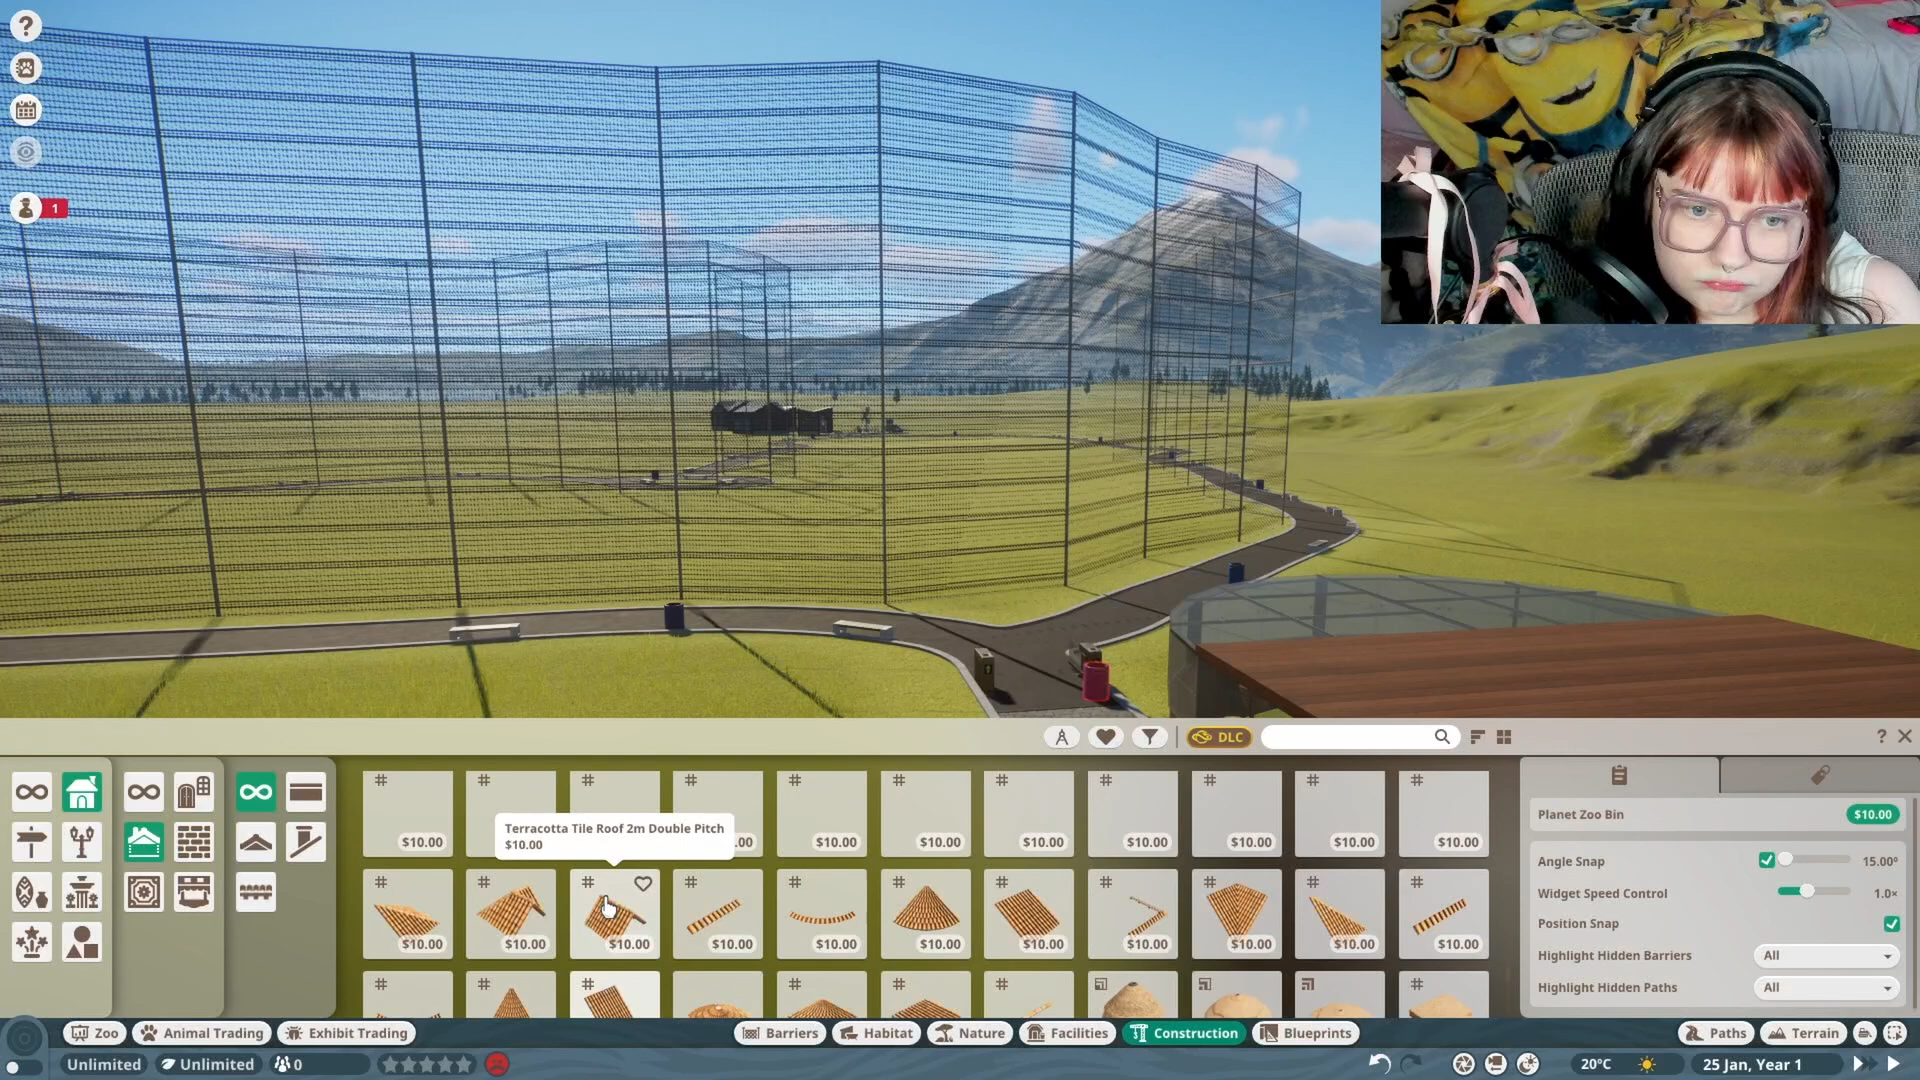 ?
1
DLC
?
$10.00 $10.00 $10.00 $10.00 $10.00 $10.00 $10.00 $10.00 $10.00
Terracotta Tile Roof 2m Double Pitch
$10.00
.00
$10.00 $10.00 $10.00 $10.00 $10.00 $10.00 $10.00 $10.00 $10.00 $10.00 $10.00
Planet Zoo Bin $10.00
Angle Snap 15.00°
Widget Speed Control 1.0×
Position Snap
Highlight Hidden Barriers All
Highlight Hidden Paths All
Zoo Animal Trading Exhibit Trading Barriers Habitat Nature Facilities Construction Blueprints Paths Terrain
Unlimited Unlimited 0 20°C 25 Jan, Year 1